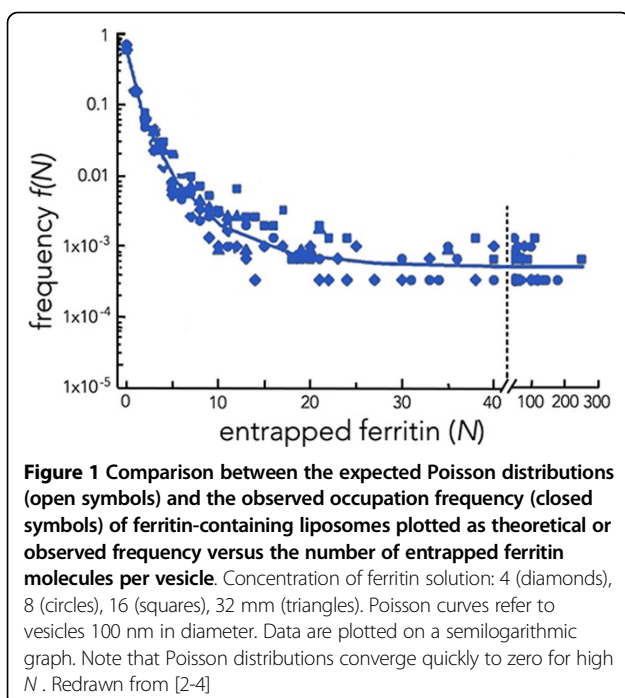 1
0.1
0.01
1x10-3
1x10-4
1x10-5
frequency f(N)
0 10 20 30 40 100 200 300
entrapped ferritin (N)
Figure 1 Comparison between the expected Poisson distributions
(open symbols) and the observed occupation frequency (closed
symbols) of ferritin-containing liposomes plotted as theoretical or
observed frequency versus the number of entrapped ferritin
molecules per vesicle. Concentration of ferritin solution: 4 (diamonds),
8 (circles), 16 (squares), 32 mm (triangles). Poisson curves refer to
vesicles 100 nm in diameter. Data are plotted on a semilogarithmic
graph. Note that Poisson distributions converge quickly to zero for high
N . Redrawn from [2-4]